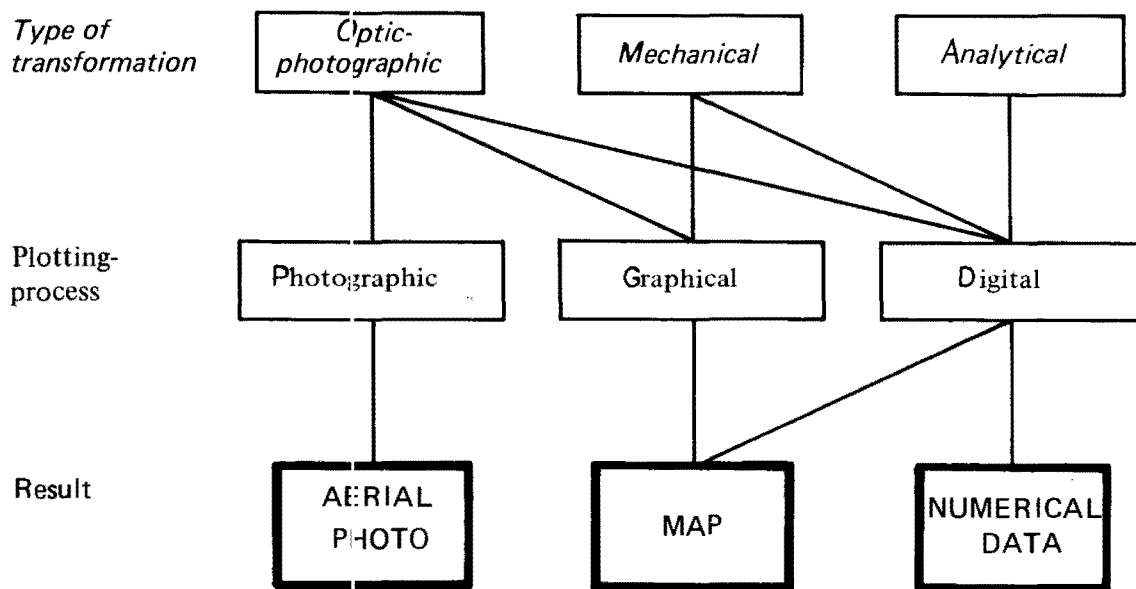 Type of
transformation
Optic-
photographic
Mechanical
Analytical
Plotting-
process
Photographic
Graphical
Digital
Result
AERIAL
PHOTO
MAP
NUMERICAL
DATA